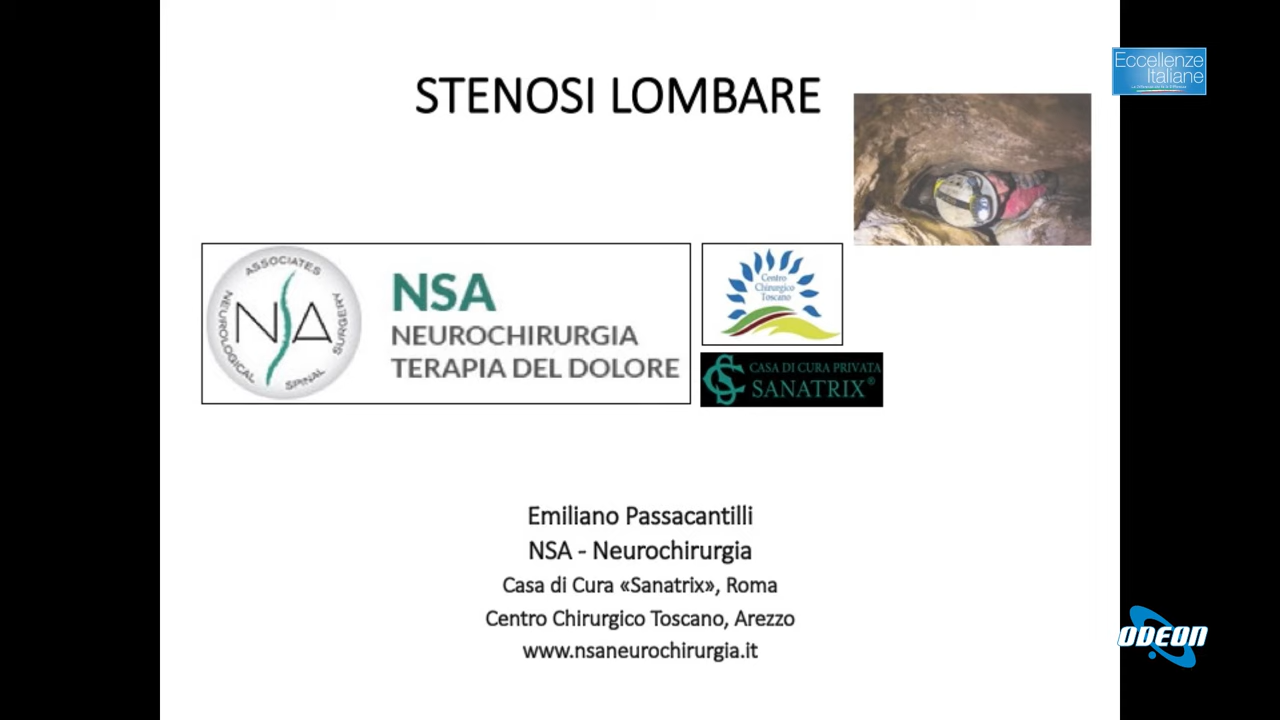 Eccellenze
Italiane
STENOSI LOMBARE
NEUROLOGICAL SPINAL SURGERY ASSOCIATES
NSA
NSA
NEUROCHIRURGIA
TERAPIA DEL DOLORE
Centro
Chirurgico
Toscano
CASA DI CURA PRIVATA
SANATRIX®
Emiliano Passacantilli
NSA - Neurochirurgia
Casa di Cura «Sanatrix», Roma
Centro Chirurgico Toscano, Arezzo
www.nsaneurochirurgia.it
ODEON